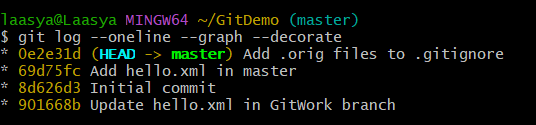 laasya@Laasya MINGW64 ~/GitDemo (master)
$ git log --oneline --graph --decorate
* 0e2e31d (HEAD -> master) Add .orig files to .gitignore
* 69d75fc Add hello.xml in master
* 8d626d3 Initial commit
* 901668b Update hello.xml in GitWork branch